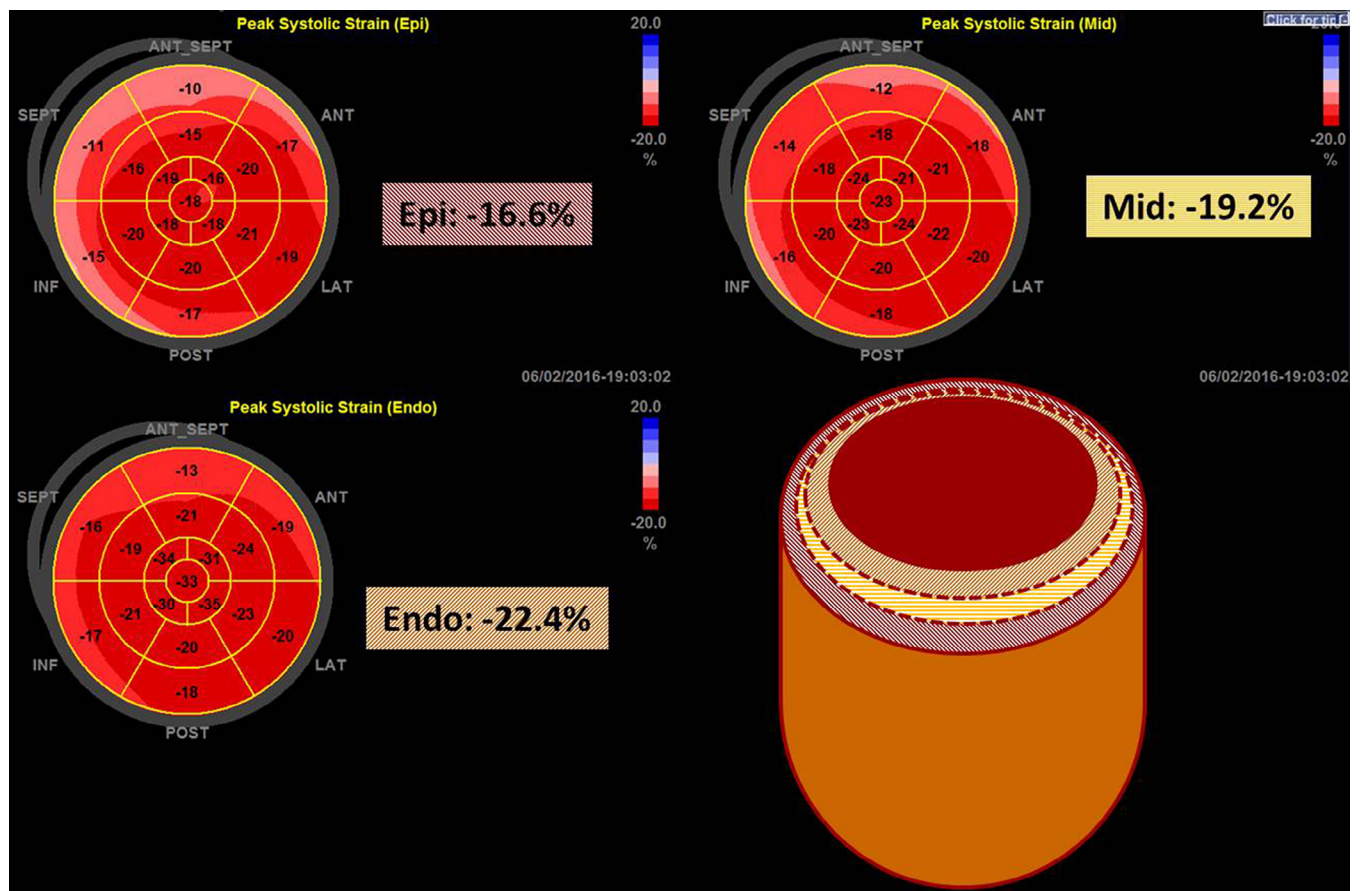 Peak Systolic Strain (Epi)
20.0
ANT_SEPT
-10
SEPT
ANT
-11
-17
-15
-16
-20
-19
-16
-18
-20.0
%
Epi: -16.6%
-18
-18
-20
-21
-15
-19
-20
INF
LAT
-17
POST
06/02/2016-19:03:02
Peak Systolic Strain (Mid)
ANT_SEPT
-12
SEPT
ANT
-14
-18
-18
-18
-21
-24
-21
-23
-20.0
%
Mid: -19.2%
-23
-24
-20
-22
-16
-20
-20
INF
LAT
-18
POST
06/02/2016-19:03:02
Peak Systolic Strain (Endo)
20.0
ANT_SEPT
-13
SEPT
ANT
-16
-19
-21
-19
-24
-34
-31
-33
-20.0
%
Endo: -22.4%
-30
-35
-21
-23
-17
-20
-20
INF
LAT
-18
POST